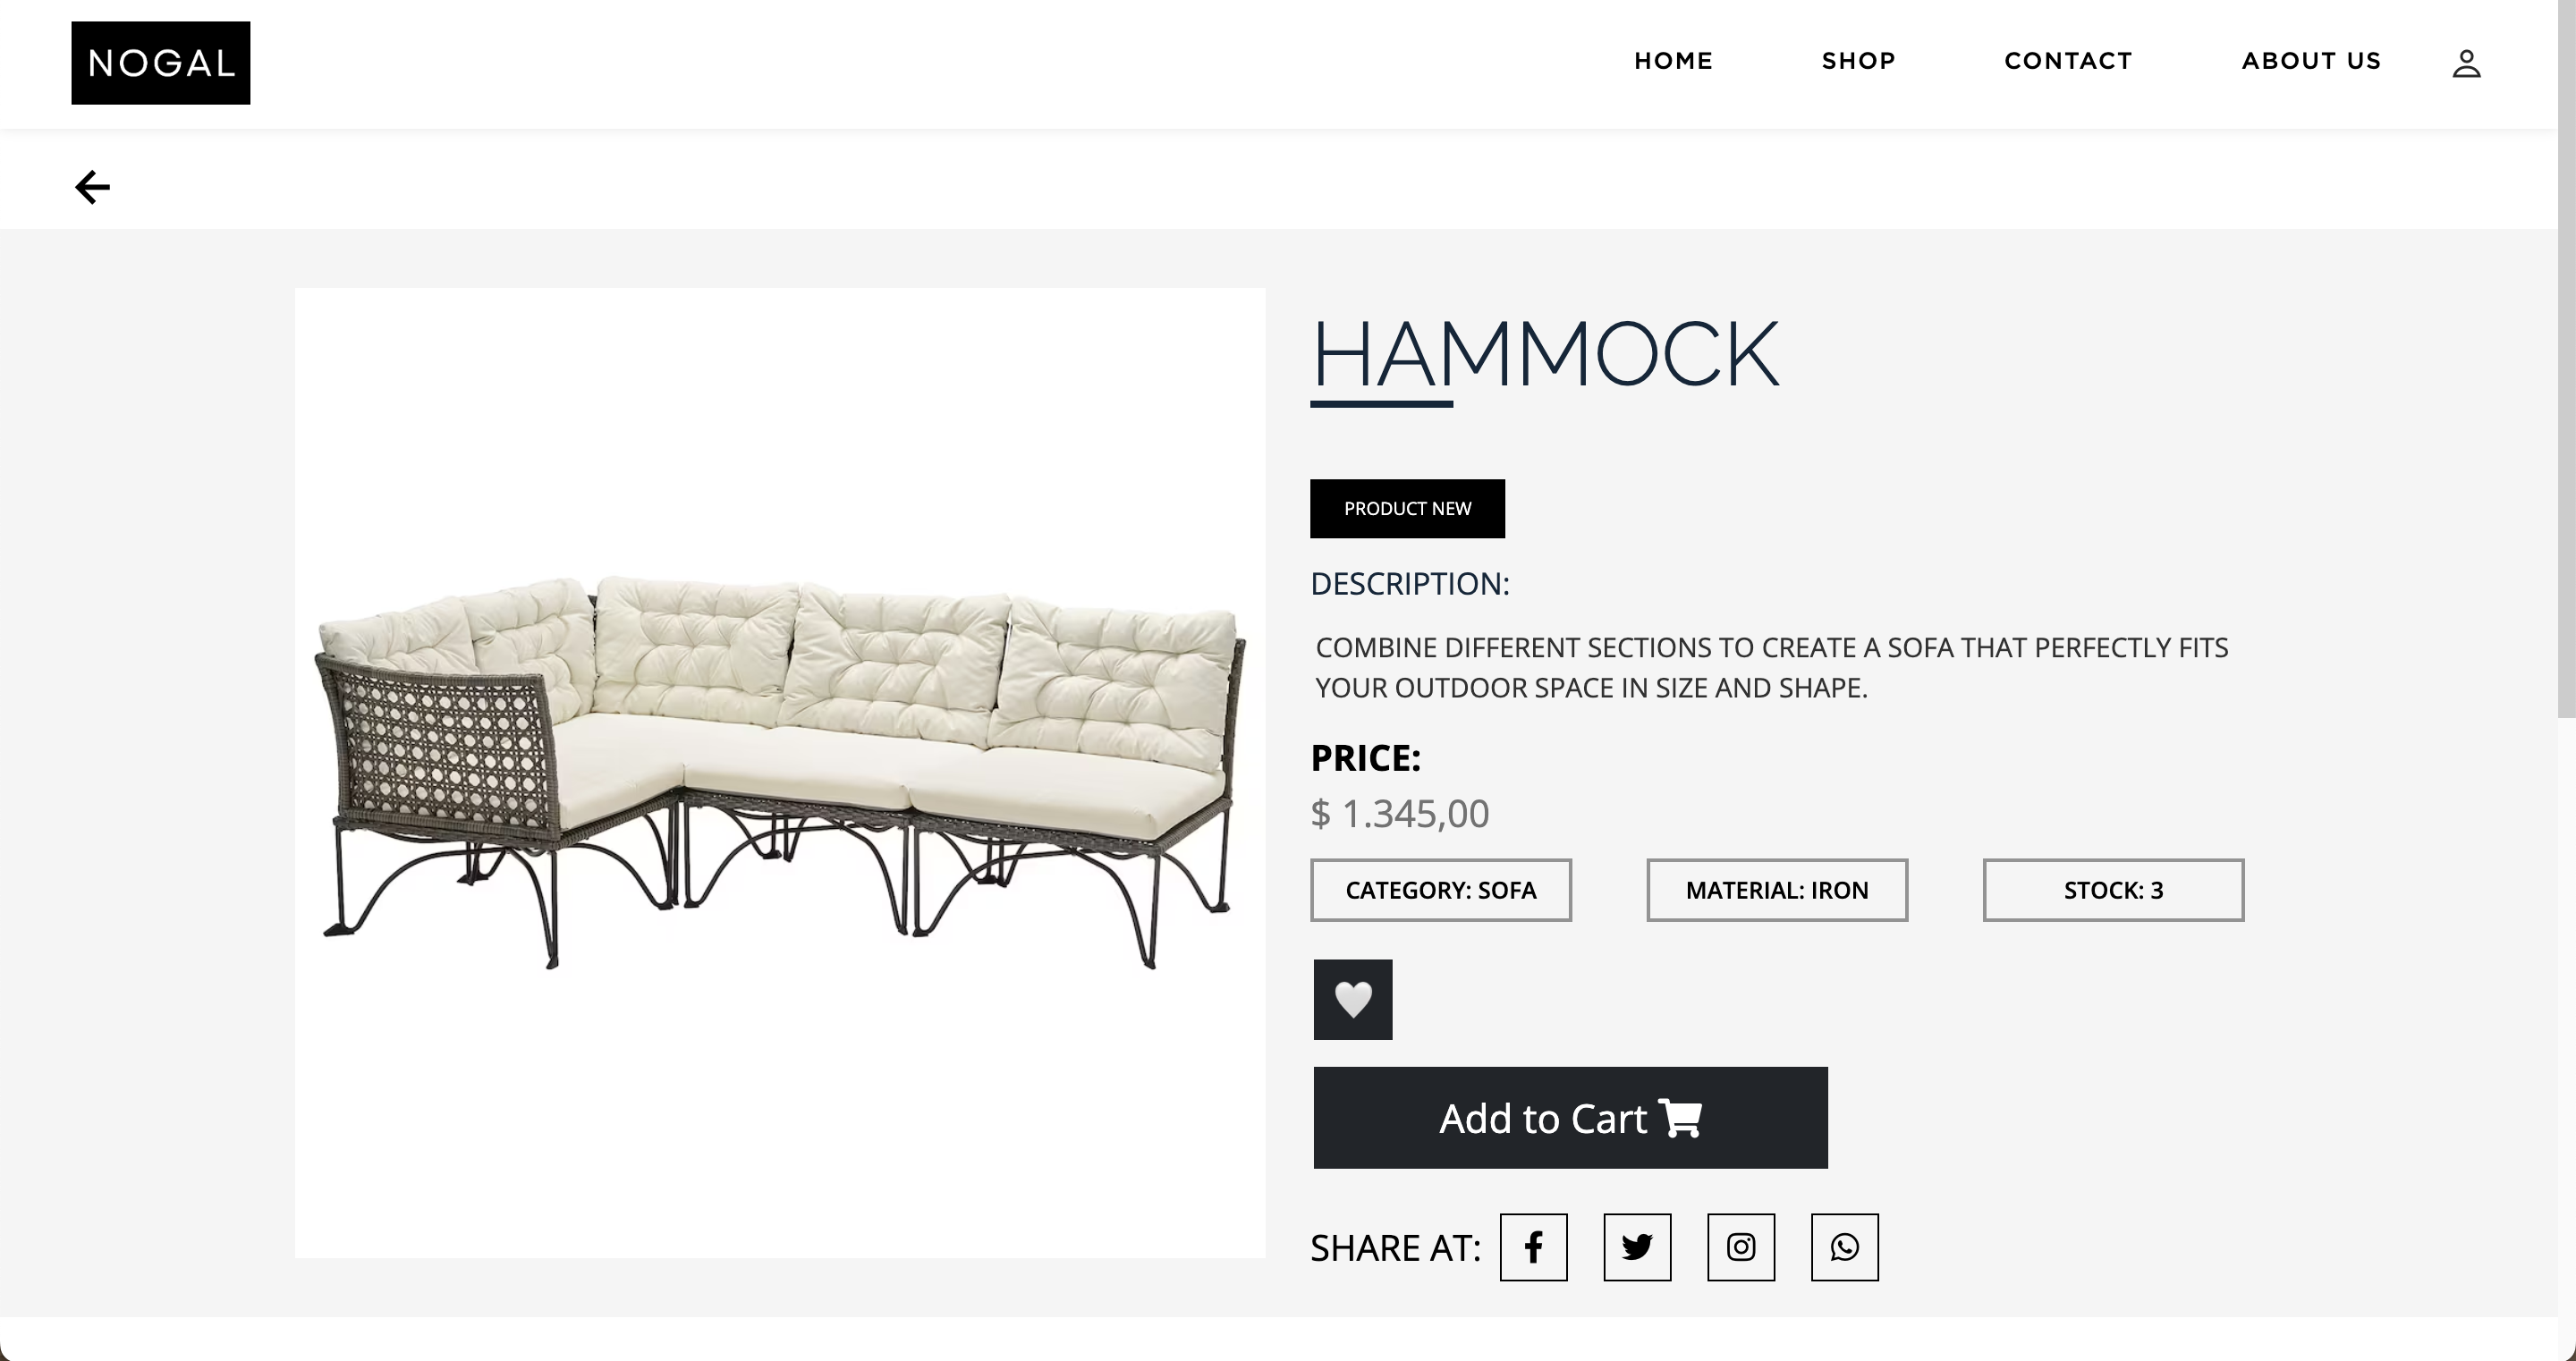 NOGAL
HOME SHOP CONTACT ABOUT US
HAMMOCK
PRODUCT NEW
DESCRIPTION:
COMBINE DIFFERENT SECTIONS TO CREATE A SOFA THAT PERFECTLY FITS
YOUR OUTDOOR SPACE IN SIZE AND SHAPE.
PRICE:
$ 1.345,00
CATEGORY: SOFA MATERIAL: IRON STOCK: 3
Add to Cart
SHARE AT: